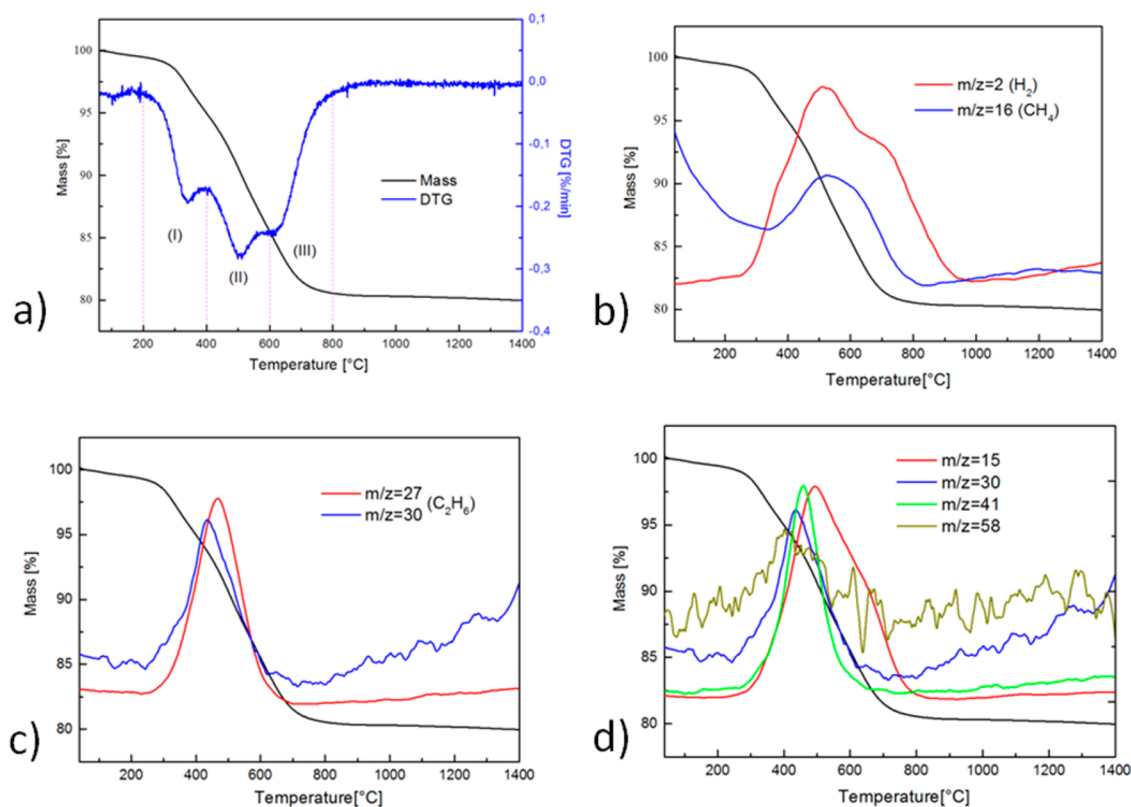 a)
Mass [%]
100
95
90
85
80
0,1
0,0
-0,1
-0,2
-0,3
-0,4
DTG [%/min]
Mass
DTG
(I)
(II)
(III)
200 400 600 800 1000 1200 1400
Temperature [°C]
b)
Mass [%]
100
95
90
85
80
m/z=2 (H₂)
m/z=16 (CH₄)
200 400 600 800 1000 1200 1400
Temperature[°C]
c)
Mass [%]
100
95
90
85
80
m/z=27
m/z=30 (C₂H₆)
200 400 600 800 1000 1200 1400
Temperature[°C]
d)
Mass [%]
100
95
90
85
80
m/z=15
m/z=30
m/z=41
m/z=58
200 400 600 800 1000 1200 1400
Temperature[°C]